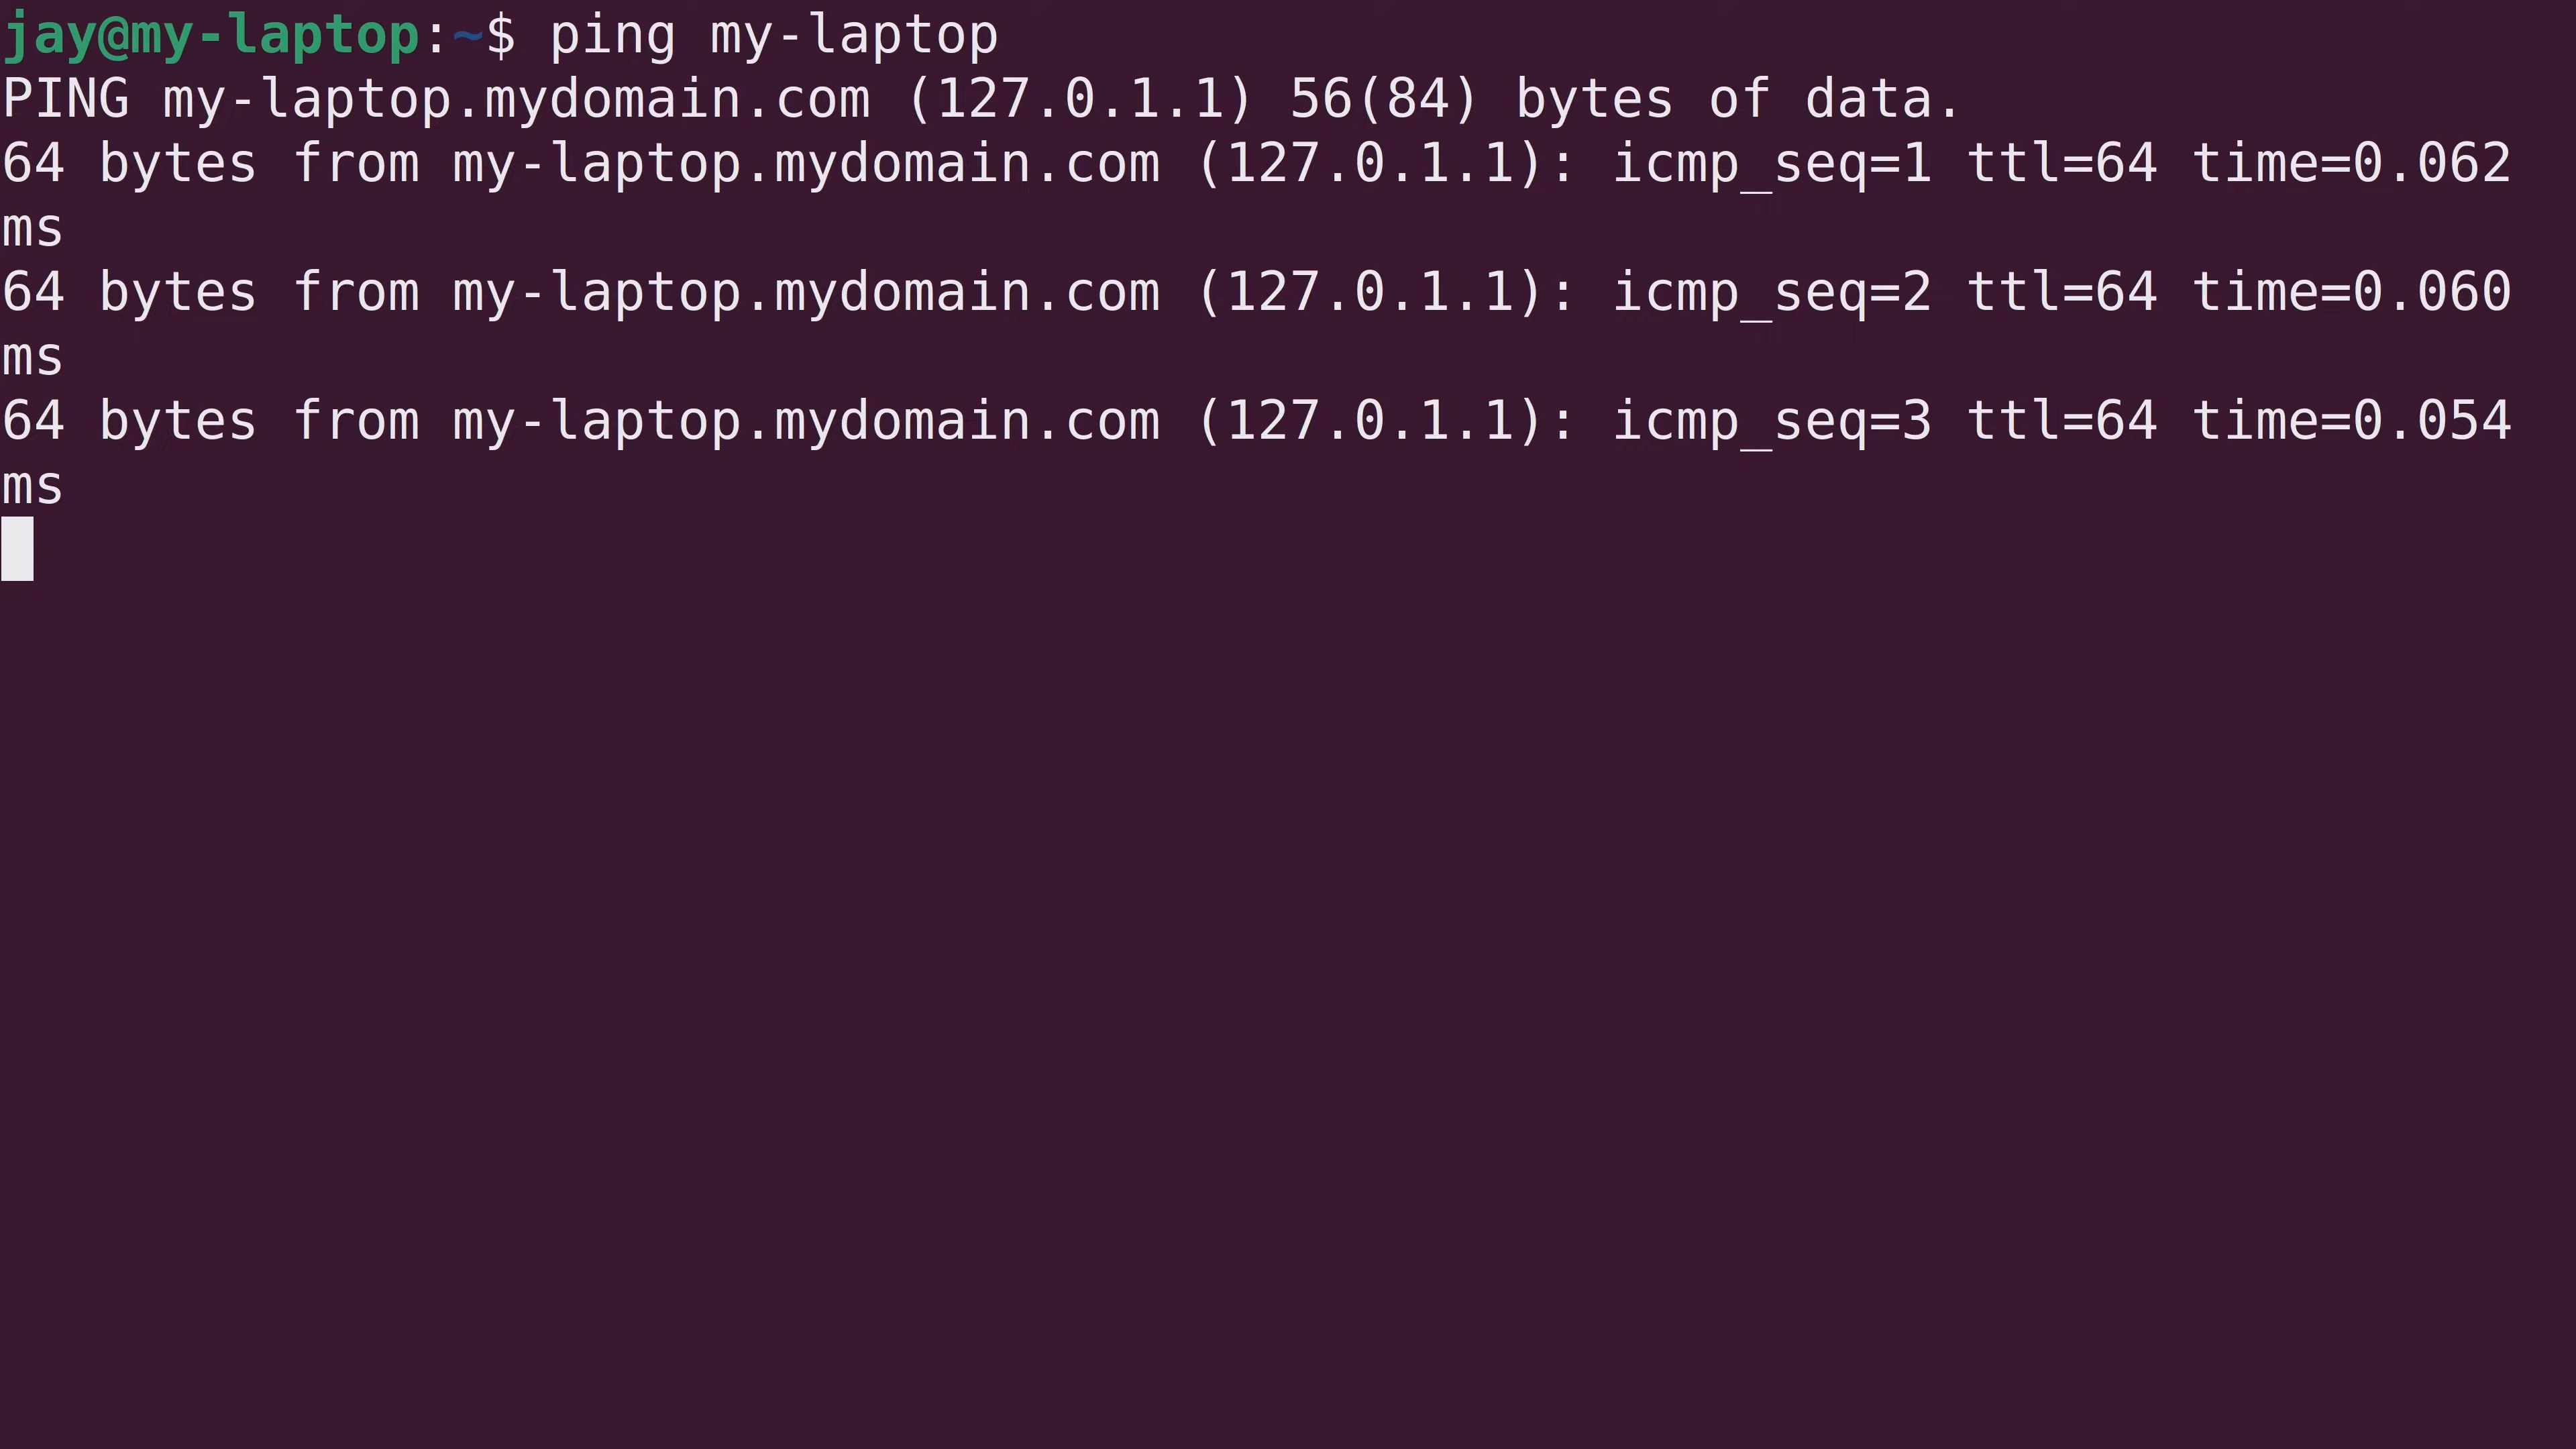 jay@my-laptop:~$ ping my-laptop
PING my-laptop.mydomain.com (127.0.1.1) 56(84) bytes of data.
64 bytes from my-laptop.mydomain.com (127.0.1.1): icmp_seq=1 ttl=64 time=0.062
ms
64 bytes from my-laptop.mydomain.com (127.0.1.1): icmp_seq=2 ttl=64 time=0.060
ms
64 bytes from my-laptop.mydomain.com (127.0.1.1): icmp_seq=3 ttl=64 time=0.054
ms